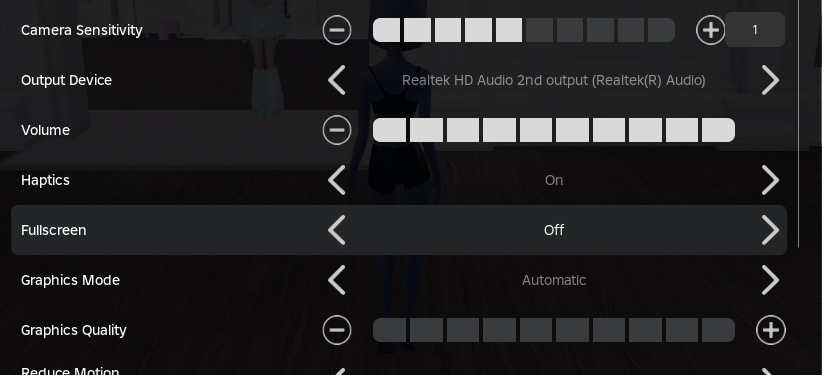 Camera Sensitivity 1
Output Device Realtek HD Audio 2nd output (Realtek(R) Audio)
Volume
Haptics On
Fullscreen Off
Graphics Mode Automatic
Graphics Quality
Reduce Motion